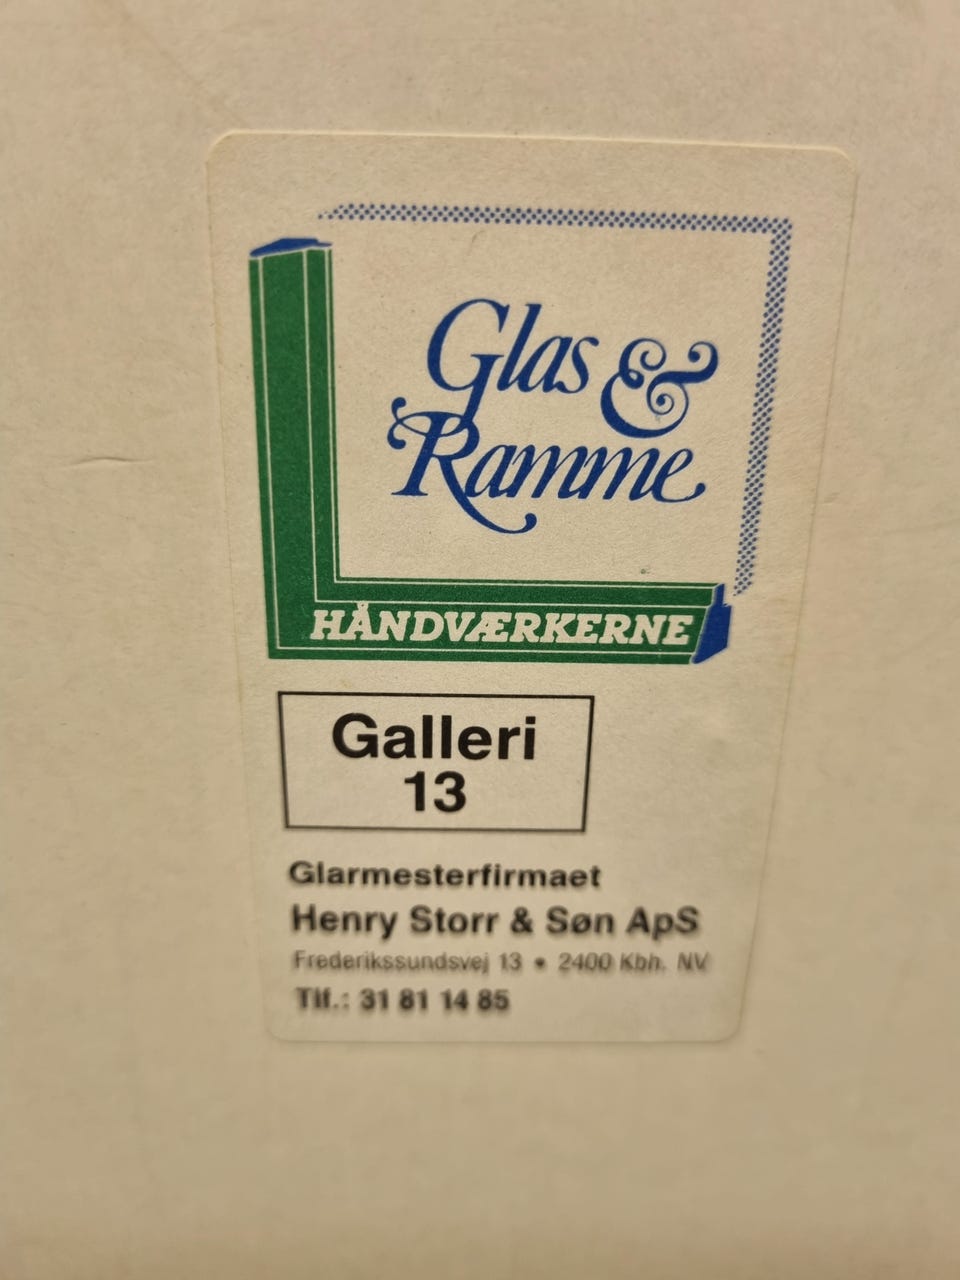 Glas &
Ramme
HÅNDVÆRKERNE
Galleri
13
Glarmesterfirmaet
Henry Storr & Søn ApS
Frederikssundsvej 13 • 2400 Kbh. NV
Tlf.: 31 81 14 85